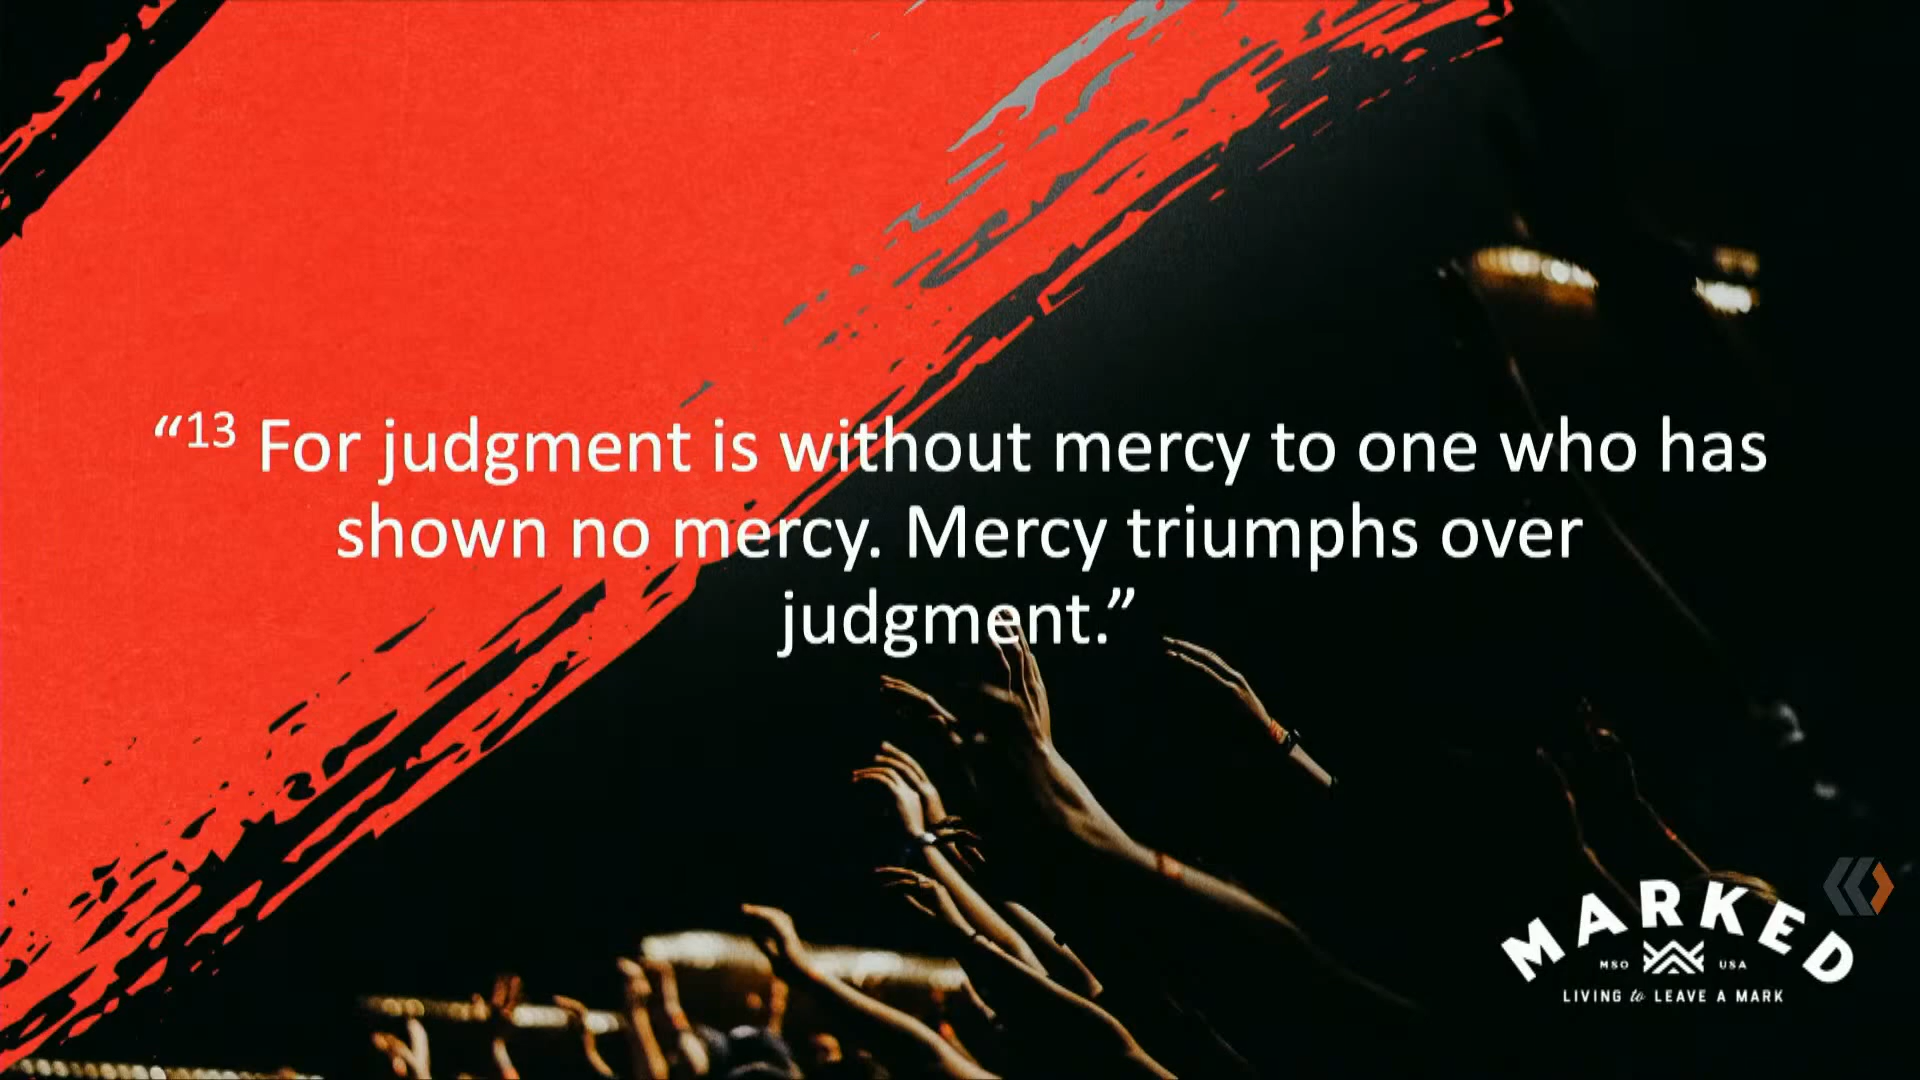 “13 For judgment is without mercy to one who has
shown no mercy. Mercy triumphs over
judgment.”
MARKED
MSO USA
LIVING to LEAVE A MARK